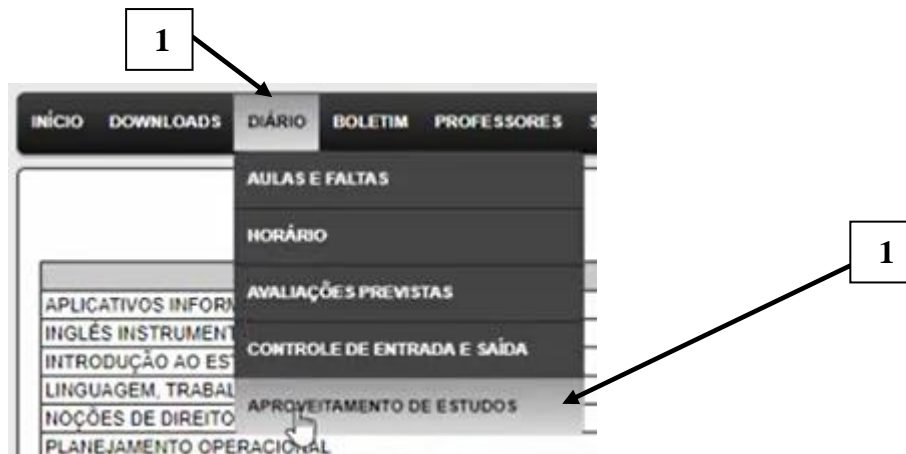 1
INÍCIO DOWNLOADS DIÁRIO BOLETIM PROFESSORES
AULAS E FALTAS
HORÁRIO
AVALIAÇÕES PREVISTAS
CONTROLE DE ENTRADA E SAÍDA
APROVEITAMENTO DE ESTUDOS
1
APLICATIVOS INFORM
INGLÊS INSTRUMENT
INTRODUÇÃO AO EST
LINGUAGEM, TRABAL
NOÇÕES DE DIREITO
PLANEJAMENTO OPERACIONAL